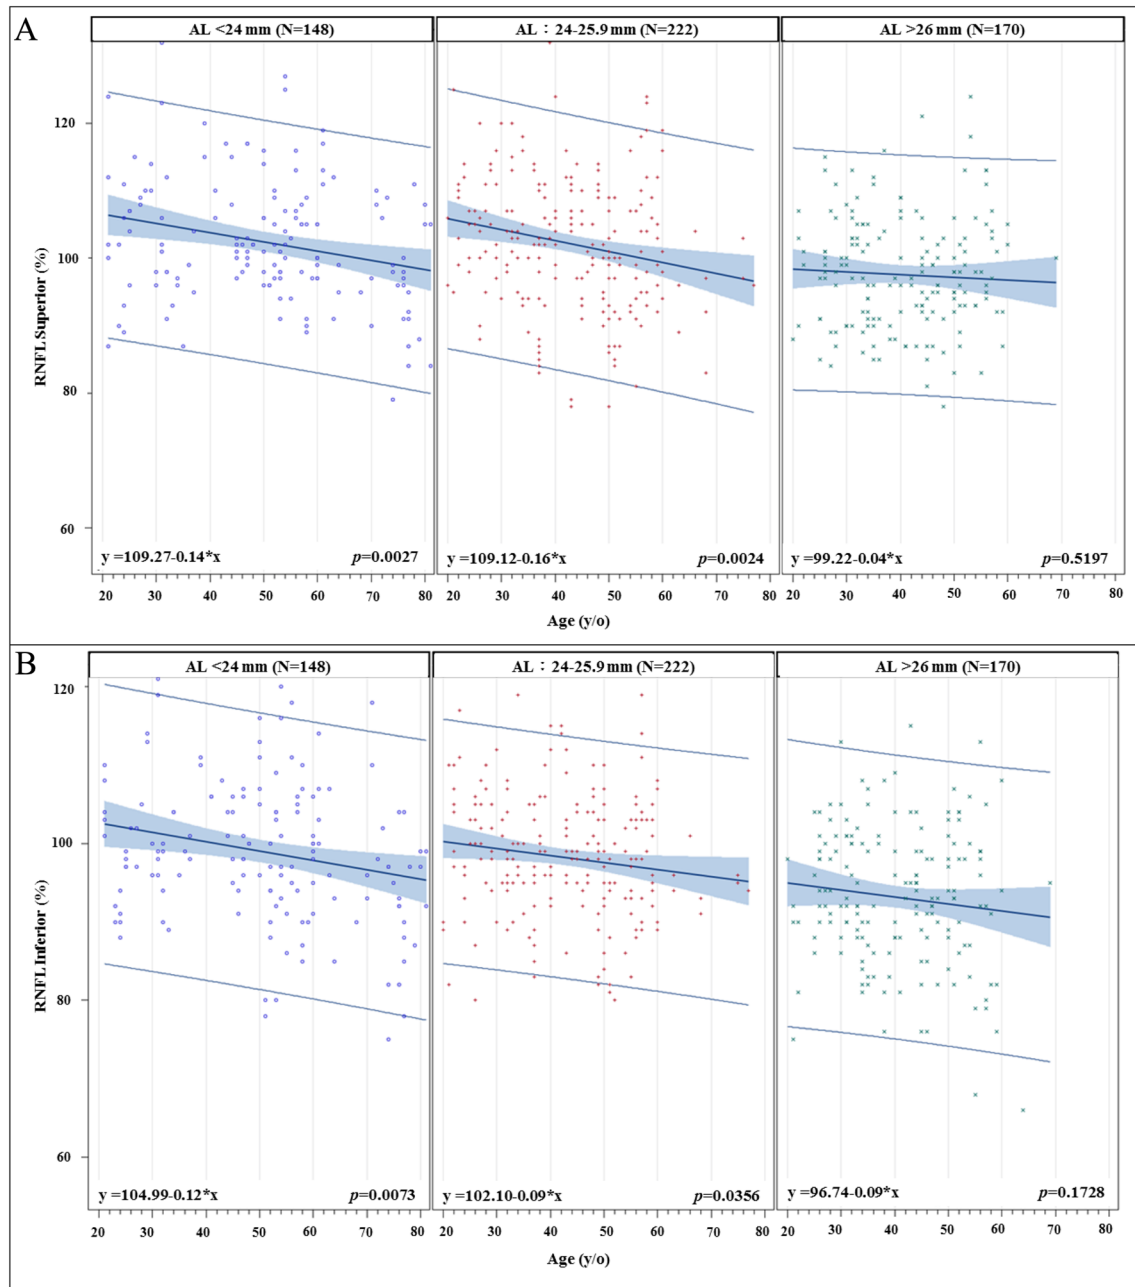 A
AL <24 mm (N=148)
AL：24-25.9 mm (N=222)
AL >26 mm (N=170)
RNFL Superior (%)
120
100
80
60
y =109.27-0.14*x
p=0.0027
y =109.12-0.16*x
p=0.0024
y =99.22-0.04*x
p=0.5197
20 30 40 50 60 70 80
20 30 40 50 60 70 80
20 30 40 50 60 70 80
Age (y/o)
B
AL <24 mm (N=148)
AL：24-25.9 mm (N=222)
AL >26 mm (N=170)
RNFL Inferior (%)
120
100
80
60
y =104.99-0.12*x
p=0.0073
y =102.10-0.09*x
p=0.0356
y =96.74-0.09*x
p=0.1728
20 30 40 50 60 70 80
20 30 40 50 60 70 80
20 30 40 50 60 70 80
Age (y/o)